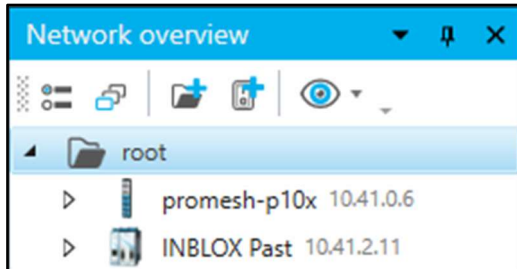 Network overview
root
promesh-p10x 10.41.0.6
INBLOX Past 10.41.2.11